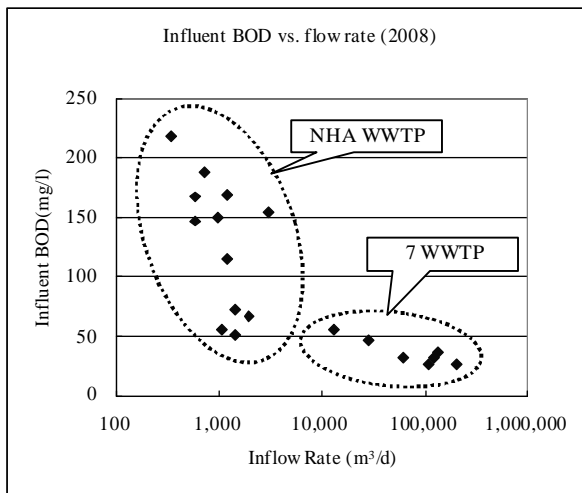 Influent BOD vs. flow rate (2008)
250
200
150
100
50
0
Influent BOD(mg/l)
NHA WWTP
7 WWTP
100 1,000 10,000 100,000 1,000,000
Inflow Rate (m³/d)